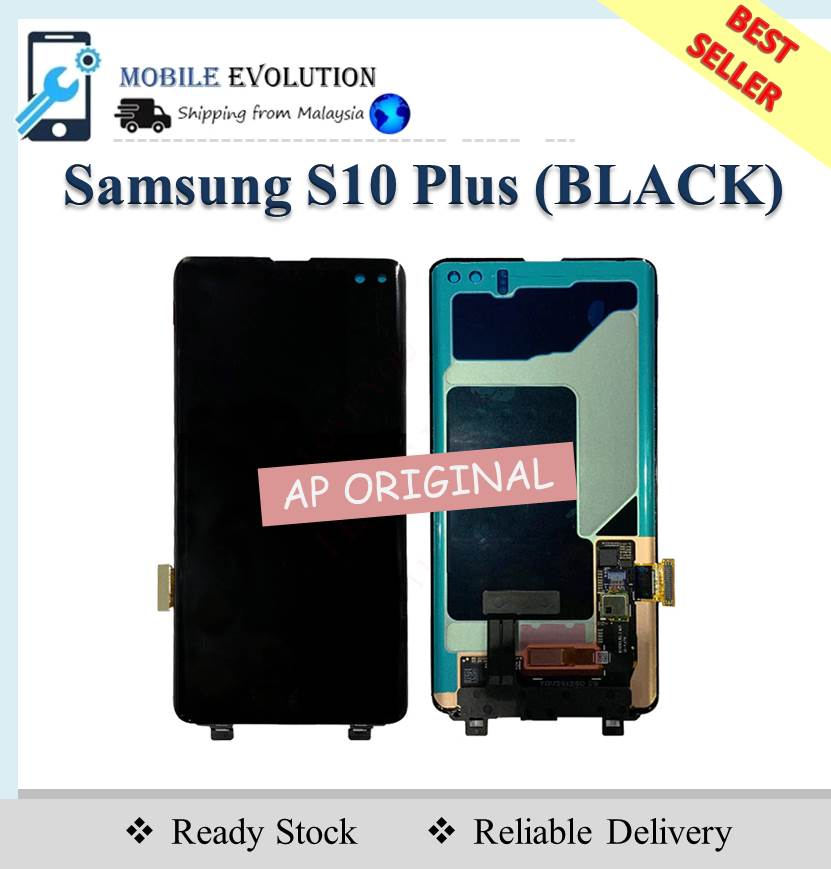 BEST
SELLER
MOBILE EVOLUTION
Shipping from Malaysia
Samsung S10 Plus (BLACK)
AP ORIGINAL
❖ Ready Stock ❖ Reliable Delivery